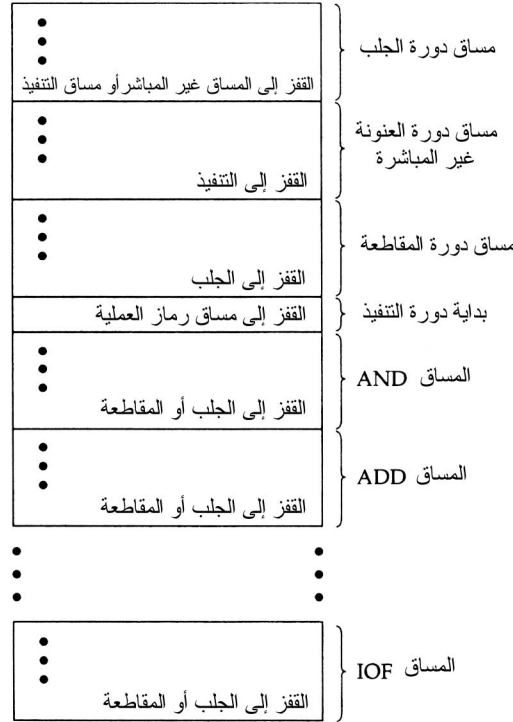 مساق دورة الجلب
القفز إلى المساق غير المباشر أو مساق التنفيذ
مساق دورة العنونة
غير المباشرة
القفز إلى التنفيذ
مساق دورة المقاطعة
القفز إلى الجلب
بداية دورة التنفيذ
القفز إلى مساق رماز العملية
المساق AND
القفز إلى الجلب أو المقاطعة
المساق ADD
القفز إلى الجلب أو المقاطعة
المساق IOF
القفز إلى الجلب أو المقاطعة